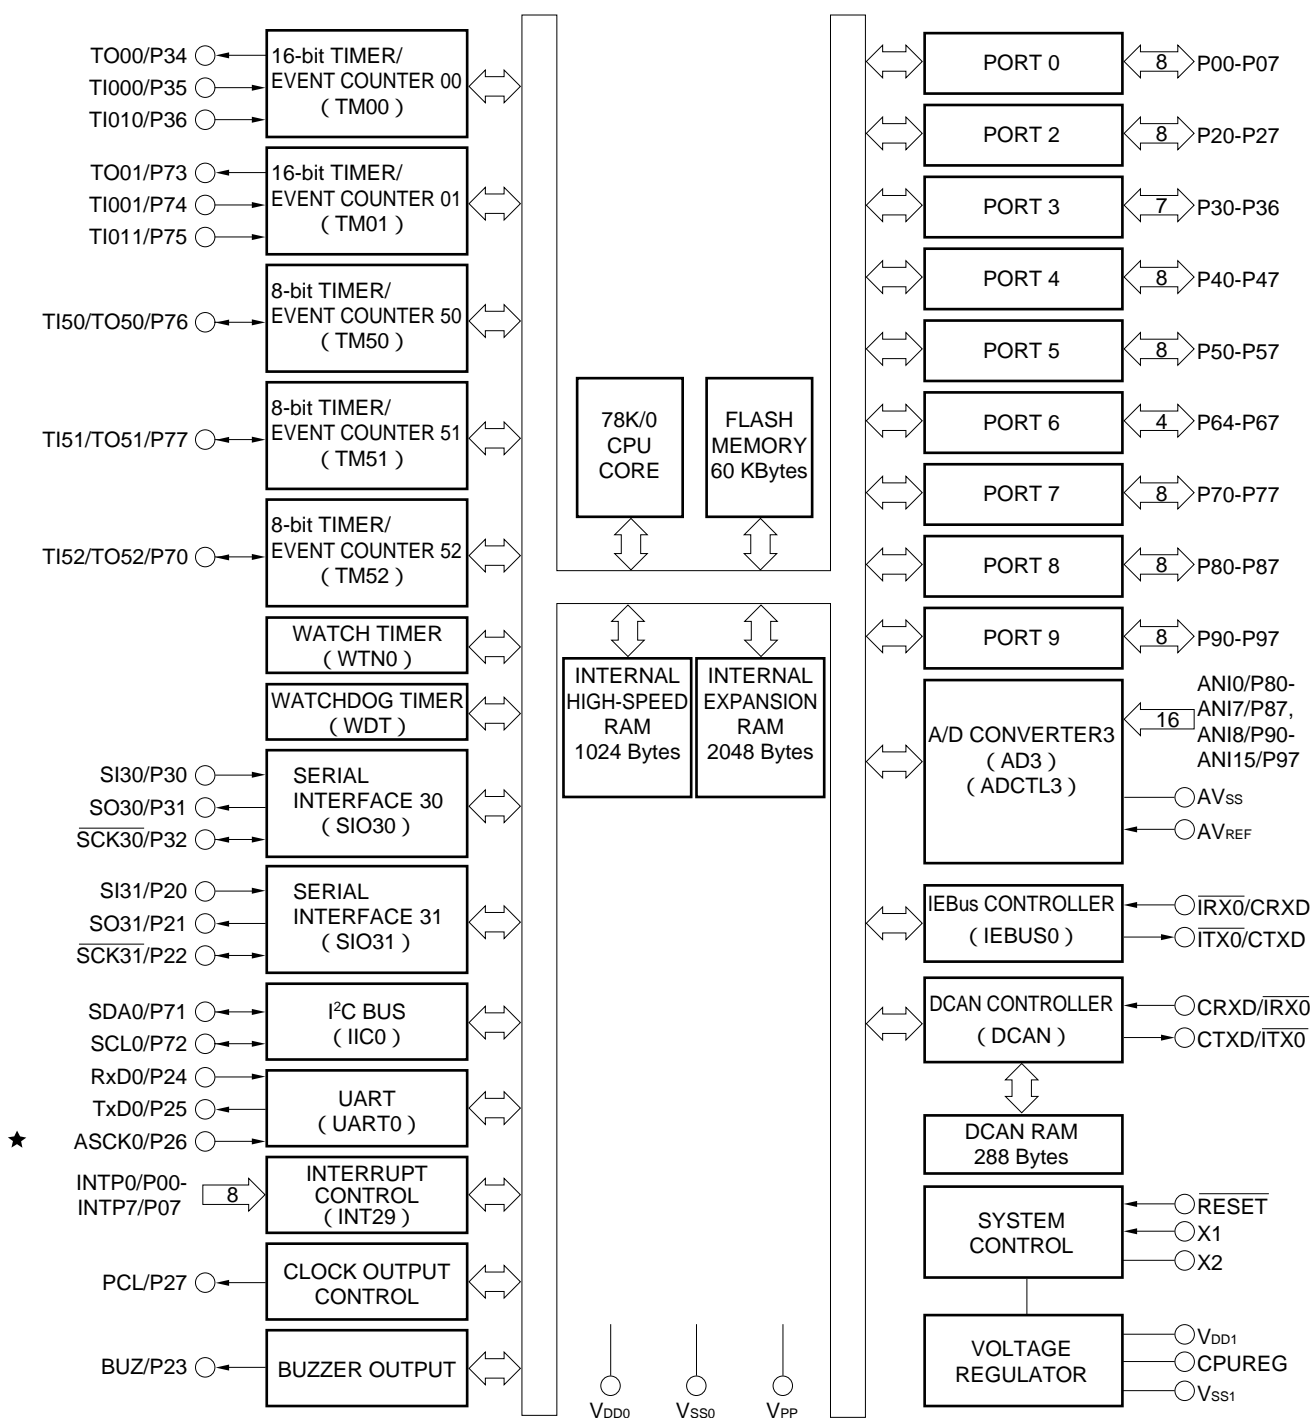 TO00/P34
TI000/P35
TI010/P36
16-bit TIMER/
EVENT COUNTER 00
( TM00 )
TO01/P73
TI001/P74
TI011/P75
16-bit TIMER/
EVENT COUNTER 01
( TM01 )
TI50/TO50/P76
8-bit TIMER/
EVENT COUNTER 50
( TM50 )
TI51/TO51/P77
8-bit TIMER/
EVENT COUNTER 51
( TM51 )
TI52/TO52/P70
8-bit TIMER/
EVENT COUNTER 52
( TM52 )
WATCH TIMER
( WTN0 )
WATCHDOG TIMER
( WDT )
SI30/P30
SO30/P31
SCK30/P32
SERIAL
INTERFACE 30
( SIO30 )
SI31/P20
SO31/P21
SCK31/P22
SERIAL
INTERFACE 31
( SIO31 )
SDA0/P71
SCL0/P72
I²C BUS
( IIC0 )
RxD0/P24
TxD0/P25
★ ASCK0/P26
UART
( UART0 )
INTP0/P00-
INTP7/P07
8
INTERRUPT
CONTROL
( INT29 )
PCL/P27
CLOCK OUTPUT
CONTROL
BUZ/P23
BUZZER OUTPUT
78K/0
CPU
CORE
FLASH
MEMORY
60 KBytes
INTERNAL
HIGH-SPEED
RAM
1024 Bytes
INTERNAL
EXPANSION
RAM
2048 Bytes
VDD0
VSS0
VPP
PORT 0 8 P00-P07
PORT 2 8 P20-P27
PORT 3 7 P30-P36
PORT 4 8 P40-P47
PORT 5 8 P50-P57
PORT 6 4 P64-P67
PORT 7 8 P70-P77
PORT 8 8 P80-P87
PORT 9 8 P90-P97
A/D CONVERTER3
( AD3 )
( ADCTL3 )
16
ANI0/P80-
ANI7/P87,
ANI8/P90-
ANI15/P97
AVSS
AVREF
IEBus CONTROLLER
( IEBUS0 )
IRX0/CRXD
ITX0/CTXD
DCAN CONTROLLER
( DCAN )
CRXD/IRX0
CTXD/ITX0
DCAN RAM
288 Bytes
SYSTEM
CONTROL
RESET
X1
X2
VOLTAGE
REGULATOR
VDD1
CPUREG
VSS1